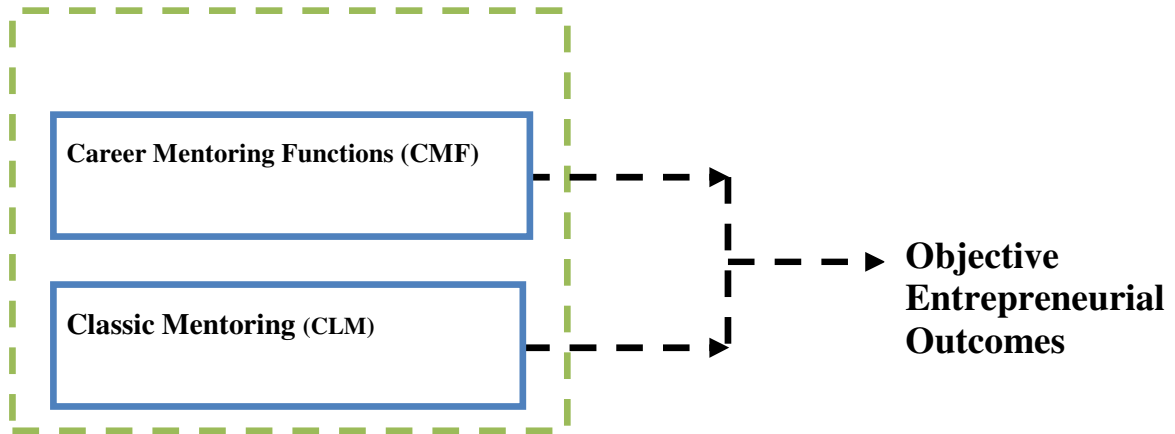 Career Mentoring Functions (CMF)
Classic Mentoring (CLM)
Objective
Entrepreneurial
Outcomes